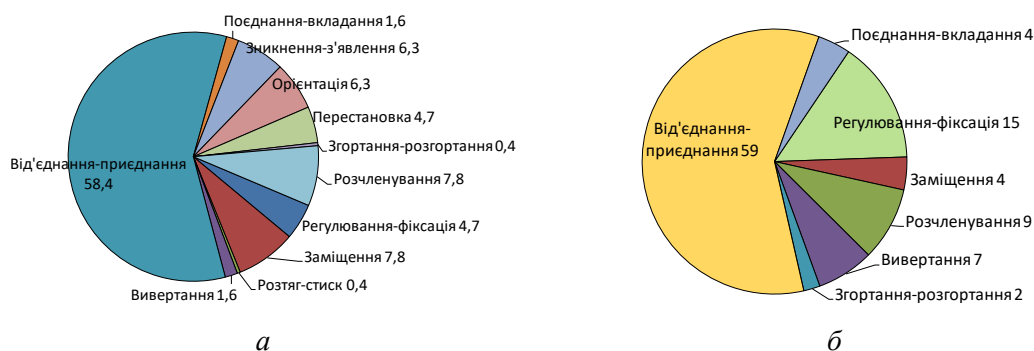 Поєднання-вкладання 1,6
Зникнення-з'явлення 6,3
Орієнтація 6,3
Перестановка 4,7
Згортання-розгортання 0,4
Розчленування 7,8
Регулювання-фіксація 4,7
Заміщення 7,8
Розтяг-стиск 0,4
Вивертання 1,6
Від'єднання-приєднання
58,4
а
Поєднання-вкладання 4
Регулювання-фіксація 15
Заміщення 4
Розчленування 9
Вивертання 7
Згортання-розгортання 2
Від'єднання-
приєднання 59
б